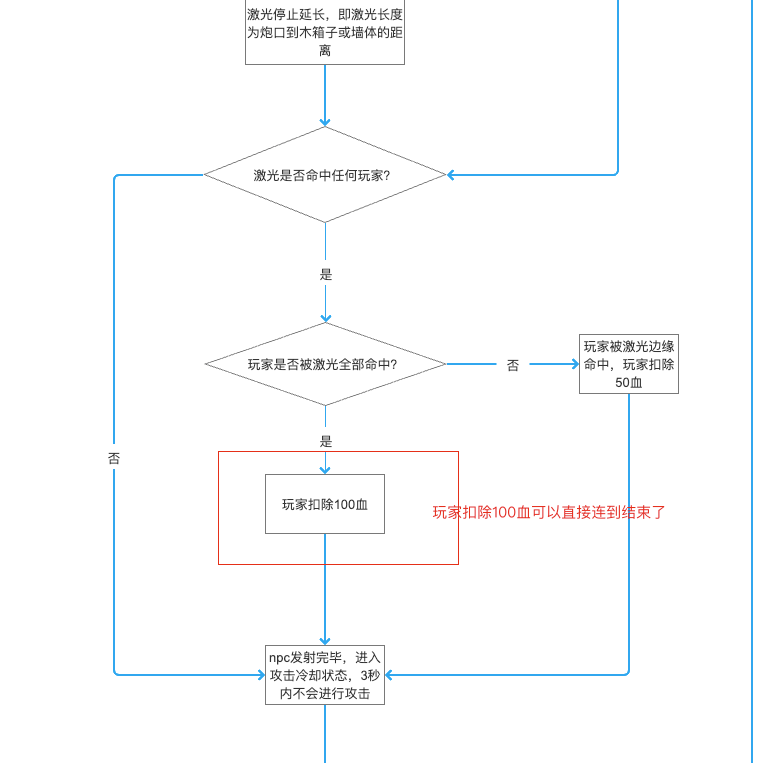 激光停止延长，即激光长度
为炮口到木箱子或墙体的距
离
激光是否命中任何玩家?
是
玩家是否被激光全部命中?
否
玩家被激光边缘
命中，玩家扣除
50血
是
否
玩家扣除100血
玩家扣除100血可以直接连到结束了
npc发射完毕，进入
攻击冷却状态，3秒
内不会进行攻击